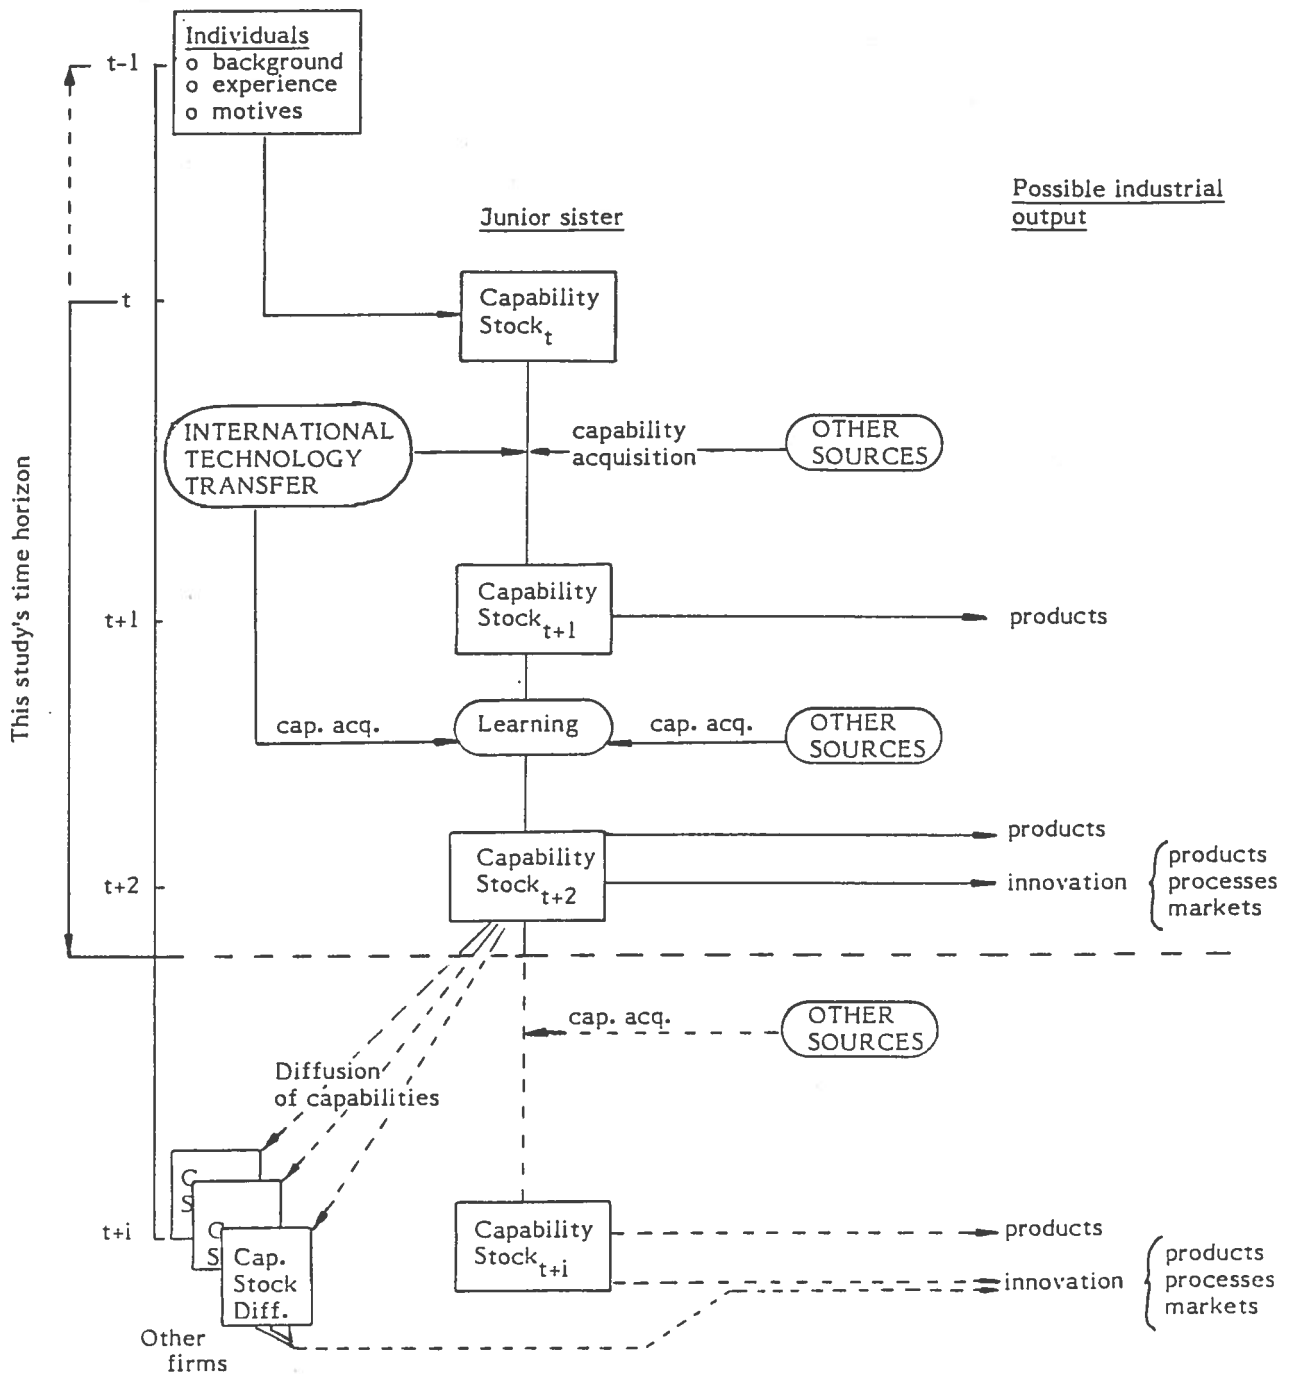 Individuals
t-1
o background
o experience
o motives
Possible industrial
output
Junior sister
t
Capability
Stock t
INTERNATIONAL
TECHNOLOGY
TRANSFER
capability
acquisition
OTHER
SOURCES
This study's time horizon
t+1
Capability
Stock t+1
products
cap. acq.
Learning
cap. acq.
OTHER
SOURCES
t+2
Capability
Stock t+2
products
innovation
products
processes
markets
cap. acq.
OTHER
SOURCES
Diffusion
of capabilities
C
S
C
S
Cap.
Stock
Diff.
t+i
Capability
Stock t+i
products
innovation
products
processes
markets
Other
firms